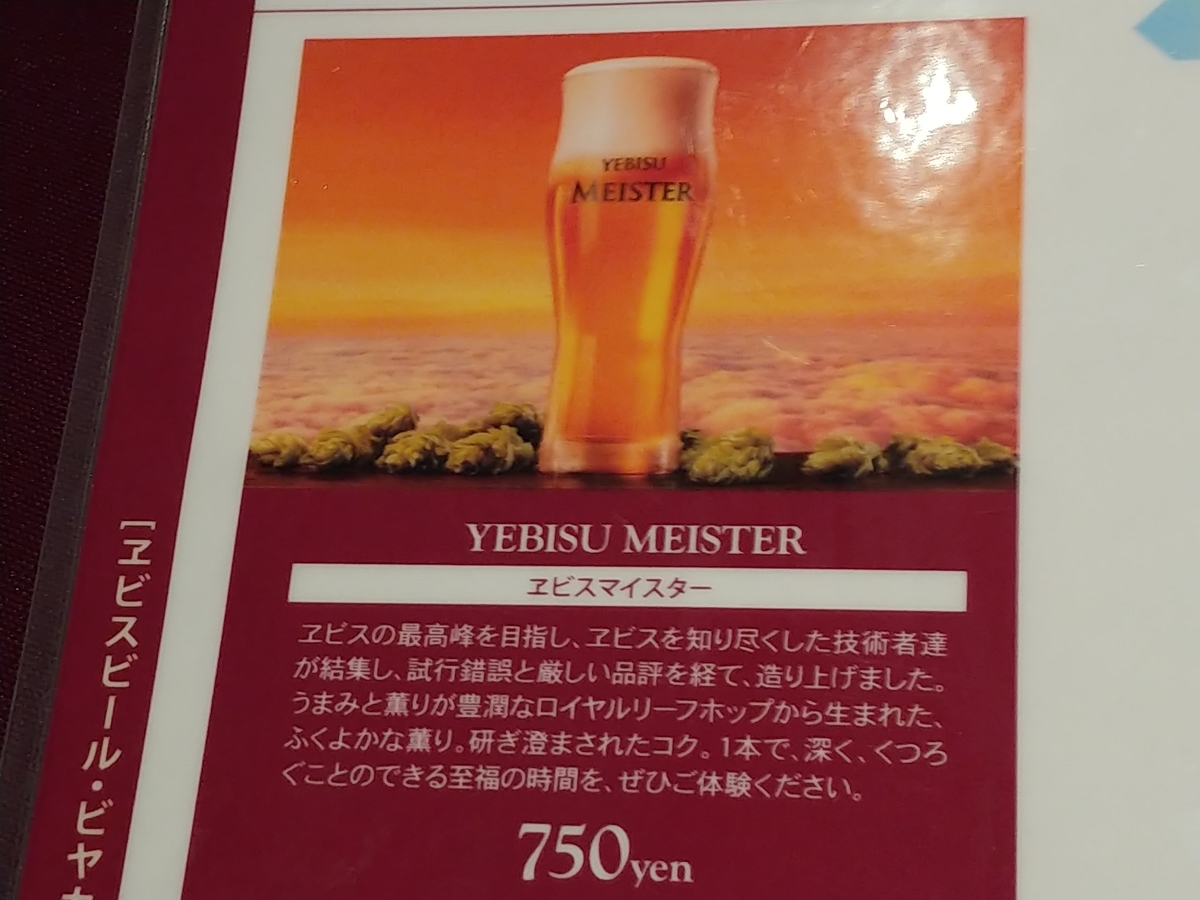 YEBISU
MEISTER
YEBISU MEISTER
ヱビスマイスター
ヱビスの最高峰を目指し、ヱビスを知り尽くした技術者達
が結集し、試行錯誤と厳しい品評を経て、造り上げました。
うまみと薫りが豊潤なロイヤルリーフホップから生まれた、
ふくよかな薫り。研ぎ澄まされたコク。1本で、深く、くつろ
ぐことのできる至福の時間を、ぜひご体験ください。
750yen
[ヱビスビール・ビヤ